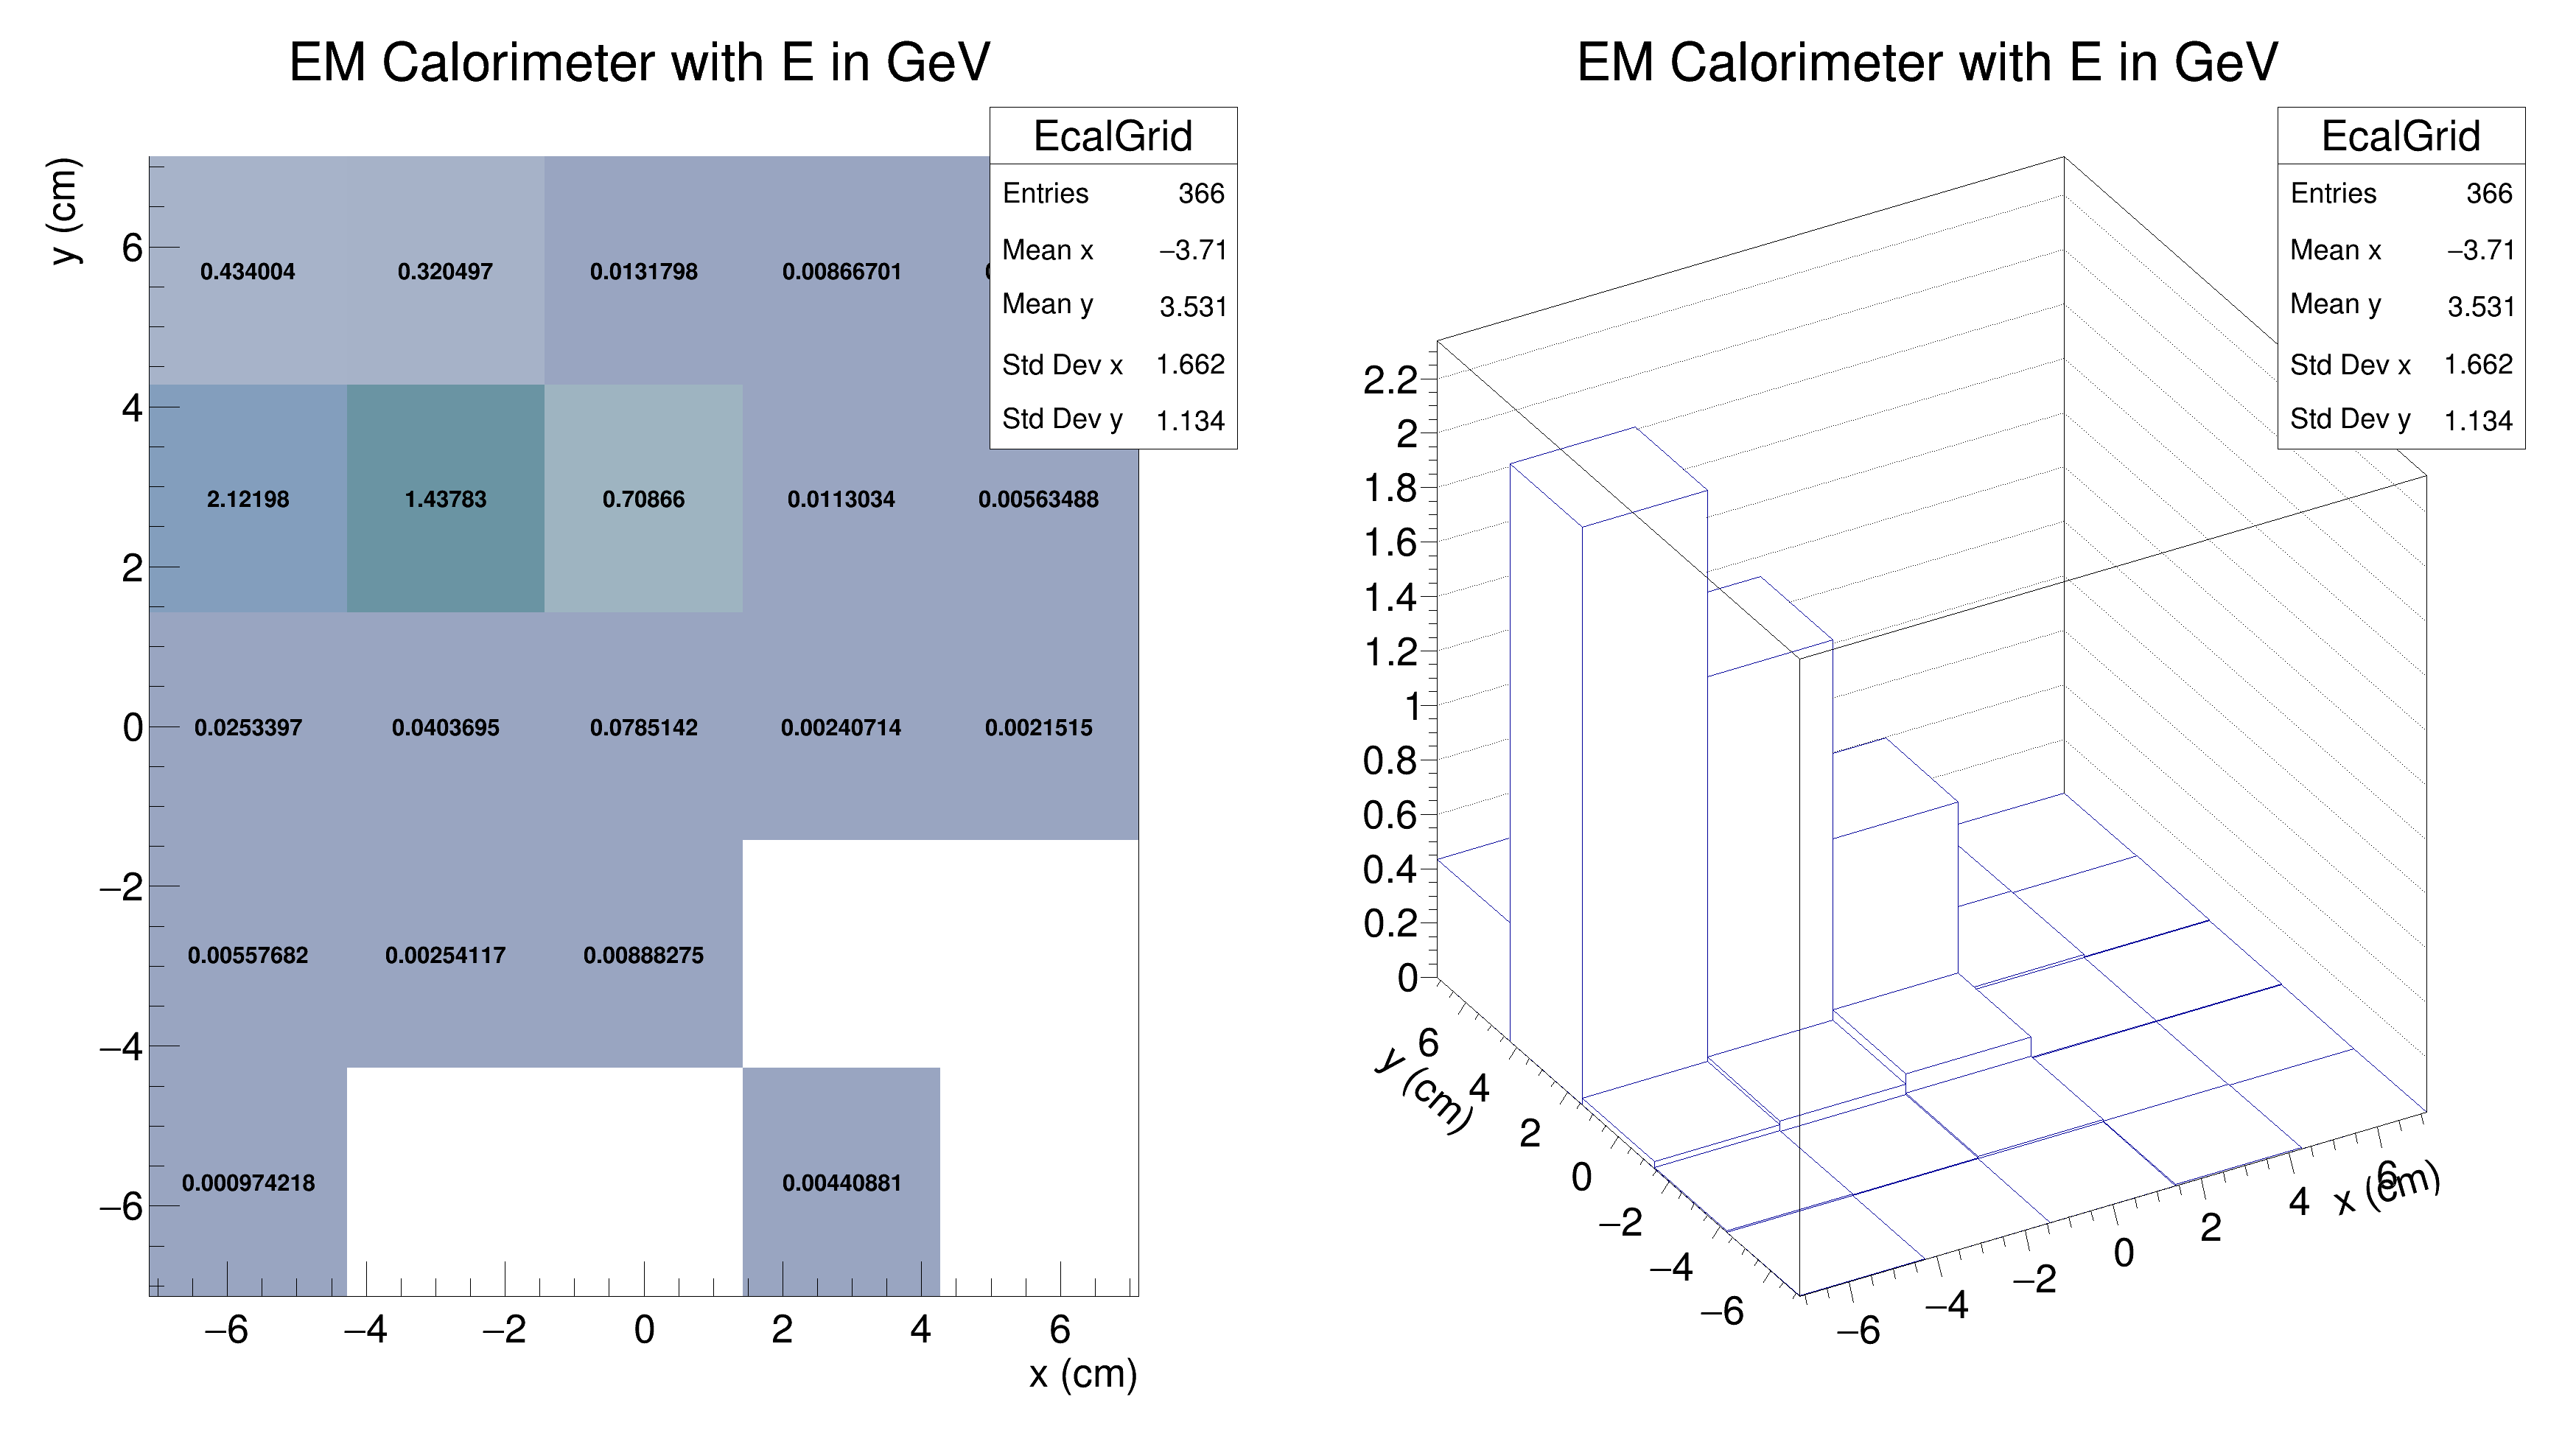 EM Calorimeter with E in GeV
EcalGrid
Entries 366
Mean x −3.71
Mean y 3.531
Std Dev x 1.662
Std Dev y 1.134
y (cm)
6
4
2
0
−2
−4
−6
0.434004 0.320497 0.0131798 0.00866701
2.12198 1.43783 0.70866 0.0113034 0.00563488
0.0253397 0.0403695 0.0785142 0.00240714 0.0021515
0.00557682 0.00254117 0.00888275
0.000974218 0.00440881
−6 −4 −2 0 2 4 6
x (cm)
EM Calorimeter with E in GeV
EcalGrid
Entries 366
Mean x −3.71
Mean y 3.531
Std Dev x 1.662
Std Dev y 1.134
2.2
2
1.8
1.6
1.4
1.2
1
0.8
0.6
0.4
0.2
0
y (cm)
6
4
2
0
−2
−4
−6
−6
−4
−2
0
2
4
6
x (cm)